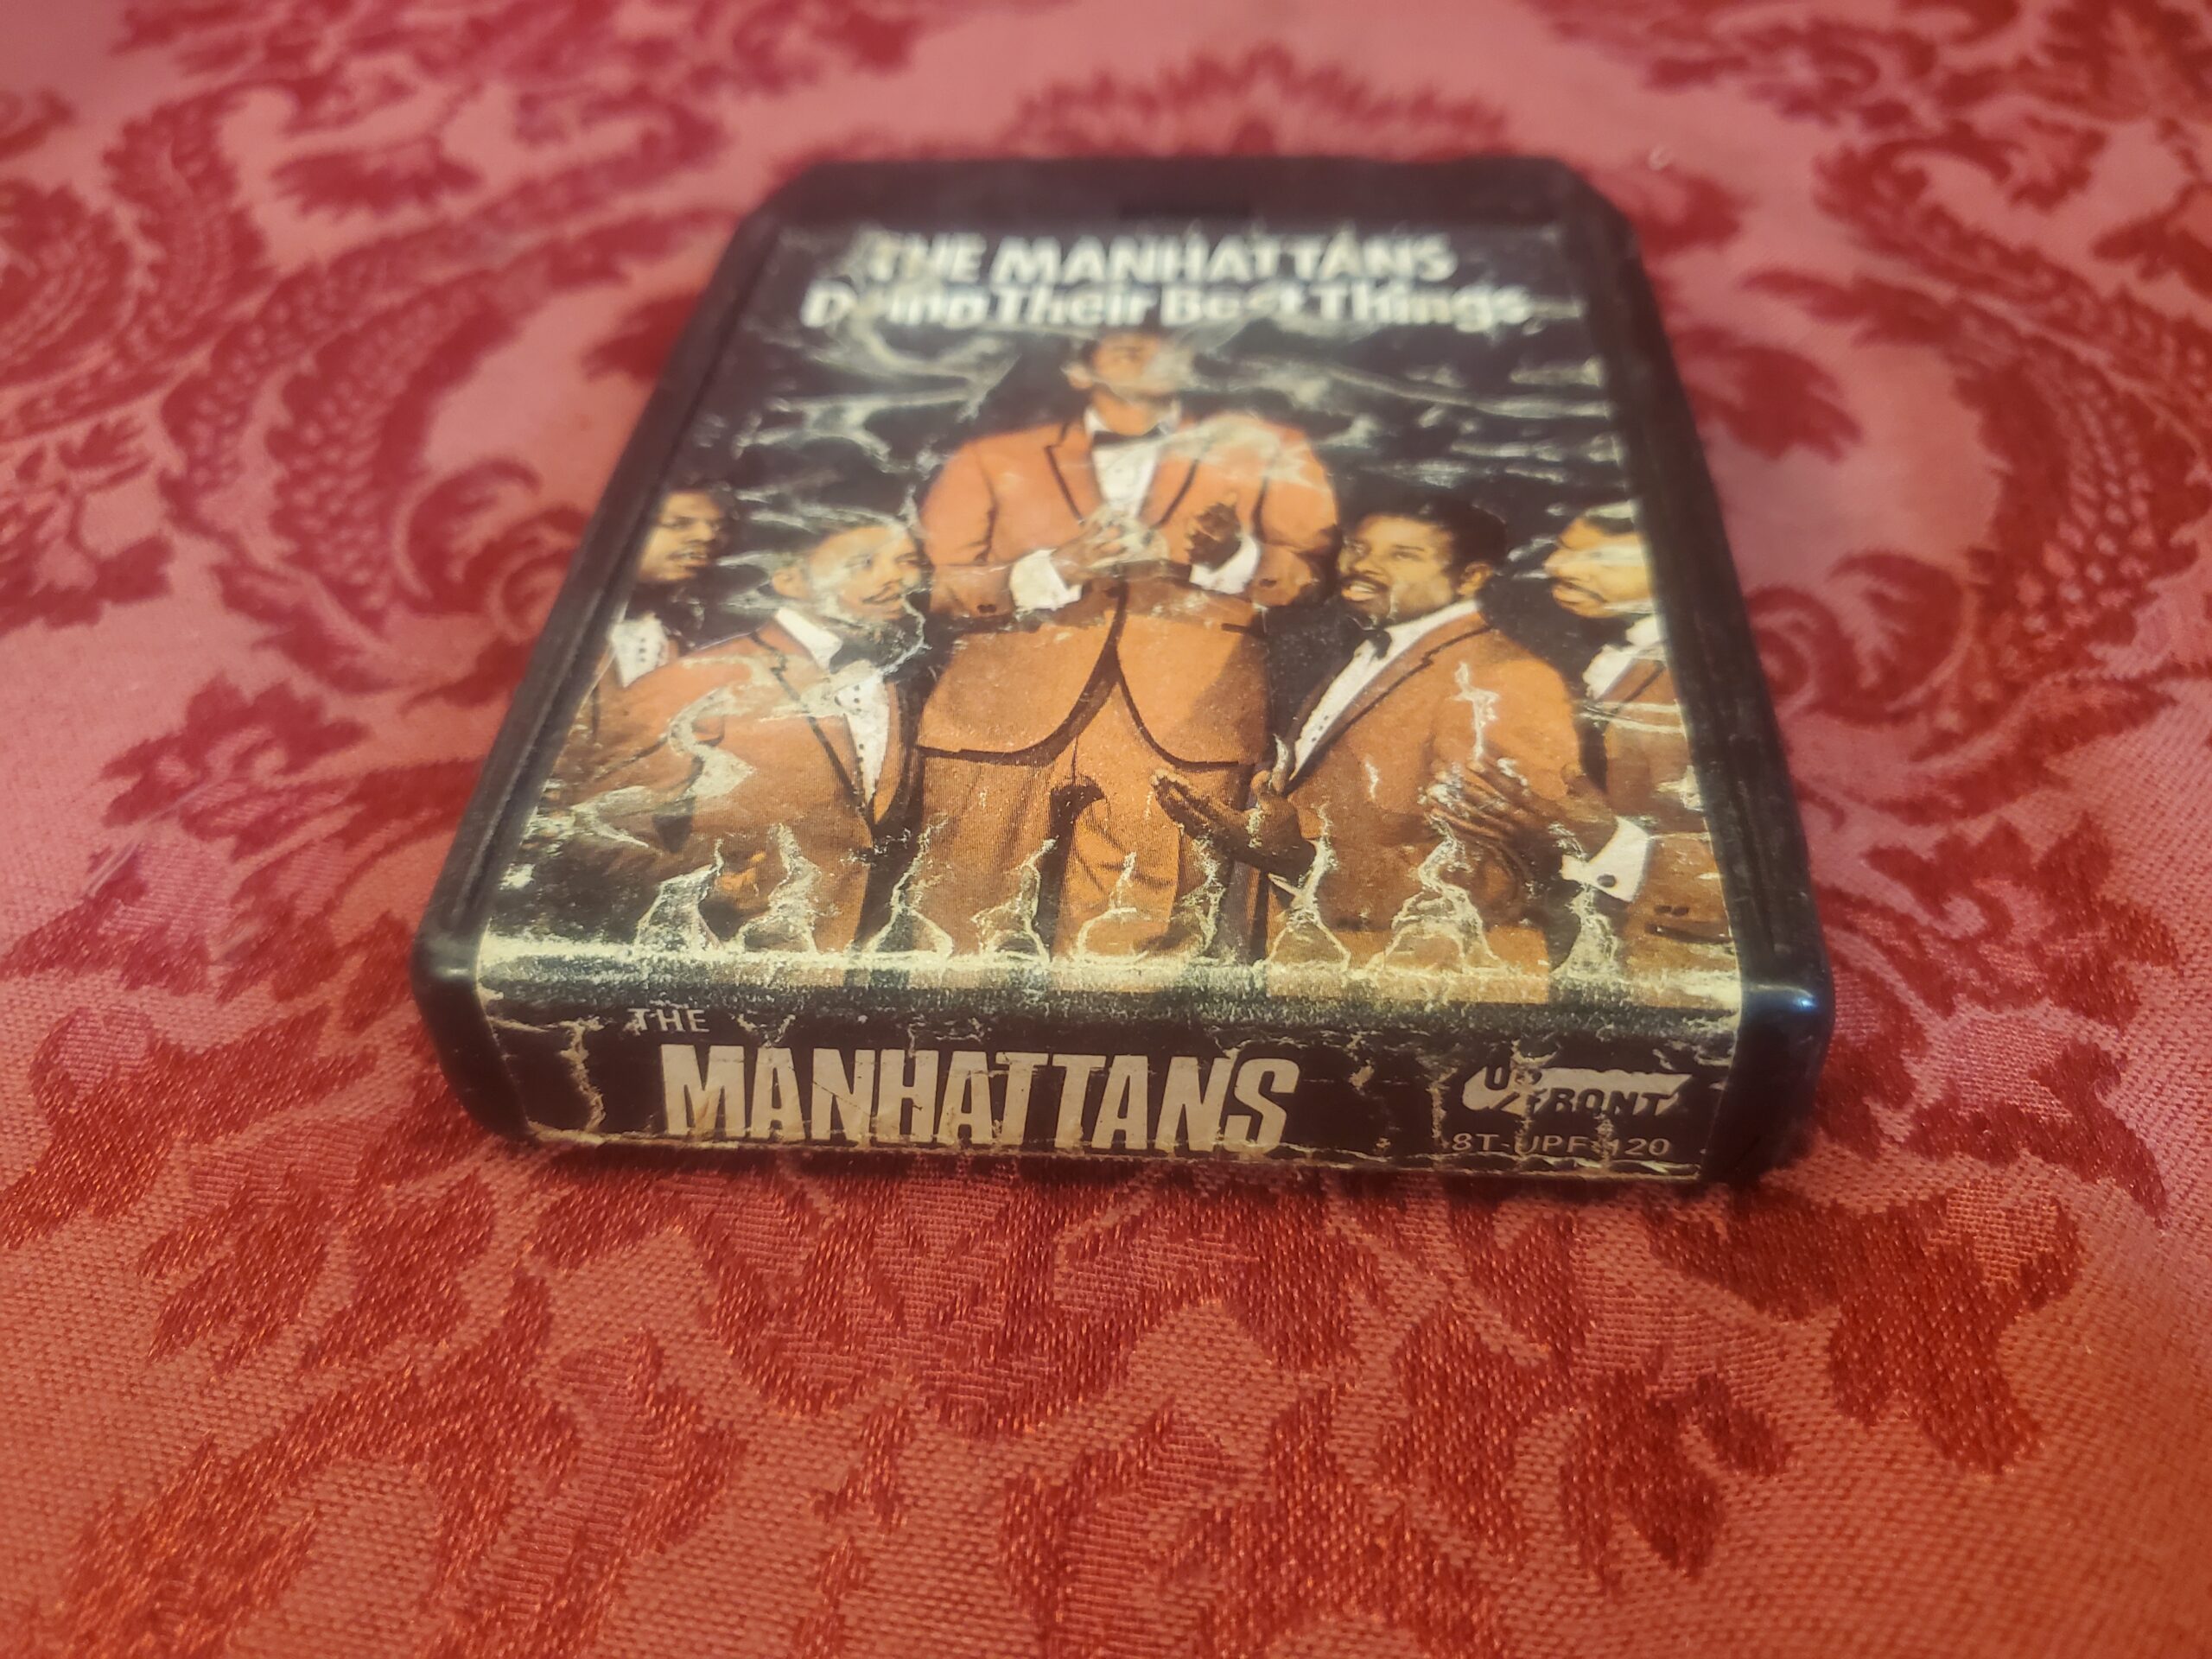 THE MANHATTANS
Doing Their Best Things
THE
MANHATTANS
UPFRONT
8T-UPF-120